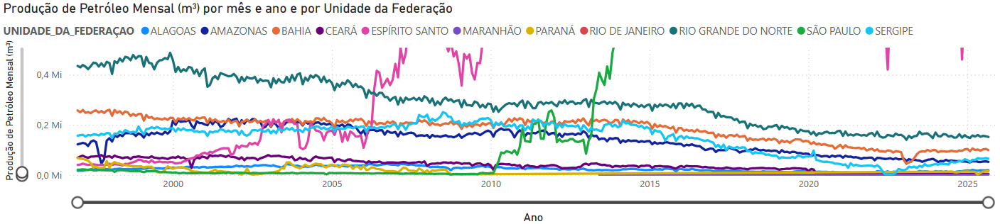 Produção de Petróleo Mensal (m³) por mês e ano e por Unidade da Federação
UNIDADE_DA_FEDERAÇAO ALAGOAS AMAZONAS BAHIA CEARÁ ESPÍRITO SANTO MARANHÃO PARANÁ RIO DE JANEIRO RIO GRANDE DO NORTE SÃO PAULO SERGIPE
Produção de Petróleo Mensal (m³)
0,4 Mi
0,2 Mi
0,0 Mi
2000 2005 2010 2015 2020 2025
Ano